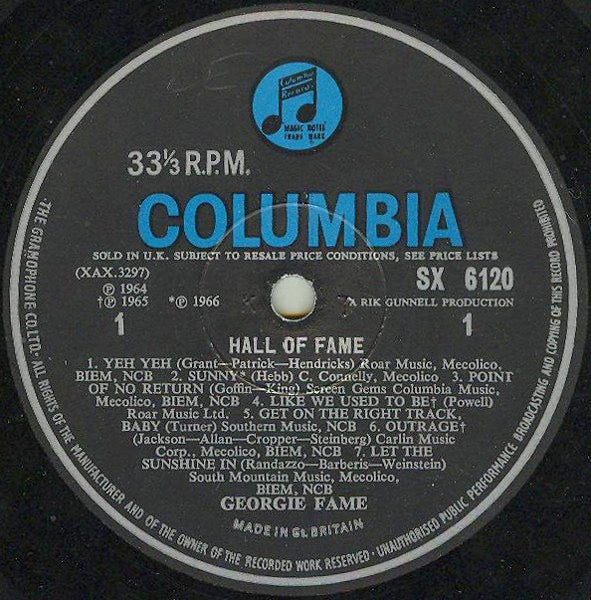 Columbia
Records
MAGIC NOTES
TRADE MARK
33⅓ R.P.M.
COLUMBIA
SOLD IN U.K. SUBJECT TO RESALE PRICE CONDITIONS, SEE PRICE LISTS
(XAX.3297) SX 6120
℗ 1964
†℗ 1965 *℗ 1966 A RIK GUNNELL PRODUCTION
1 1
HALL OF FAME
1. YEH YEH (Grant—Patrick—Hendricks) Roar Music, Mecolico,
BIEM, NCB 2. SUNNY* (Hebb) C. Connelly, Mecolico 3. POINT
OF NO RETURN (Goffin—King) Screen Gems Columbia Music,
Mecolico, BIEM, NCB 4. LIKE WE USED TO BE† (Powell)
Roar Music Ltd. 5. GET ON THE RIGHT TRACK,
BABY (Turner) Southern Music, NCB 6. OUTRAGE†
(Jackson—Allan—Cropper—Steinberg) Carlin Music
Corp., Mecolico, BIEM, NCB 7. LET THE
SUNSHINE IN (Randazzo—Barberis—Weinstein)
South Mountain Music, Mecolico,
BIEM, NCB
GEORGIE FAME
MADE IN Gt. BRITAIN
THE GRAMOPHONE CO. LTD. · ALL RIGHTS OF THE MANUFACTURER AND OF THE OWNER OF THE RECORDED WORK RESERVED · UNAUTHORISED PUBLIC PERFORMANCE BROADCASTING AND COPYING OF THIS RECORD PROHIBITED